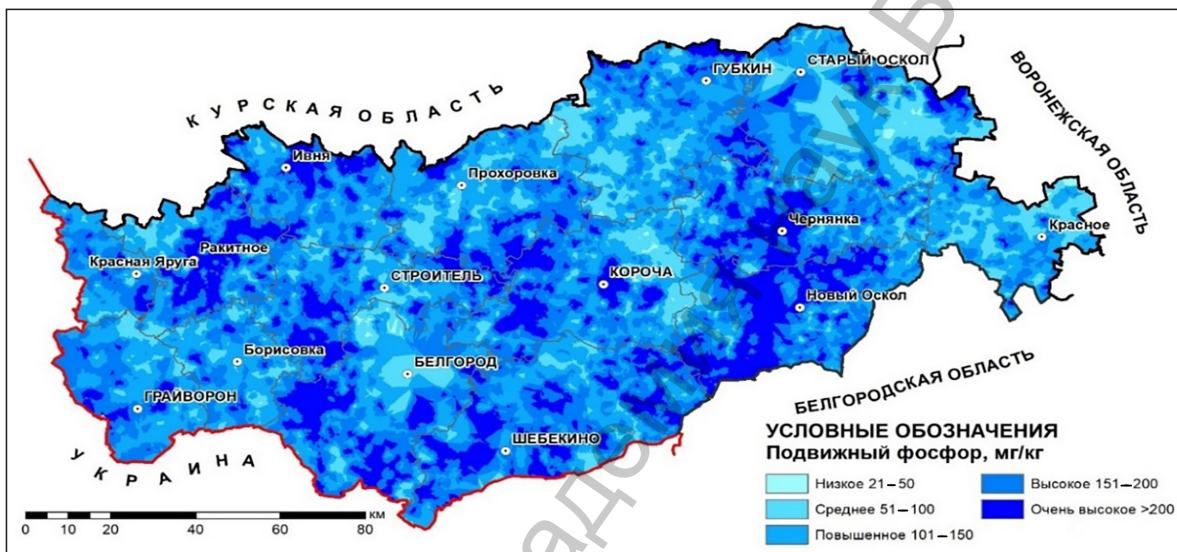 ГУБКИН
СТАРЫЙ ОСКОЛ
КУРСКАЯ ОБЛАСТЬ
ВОРОНЕЖСКАЯ ОБЛАСТЬ
Ивня
Прохоровка
Чернянка
Красное
Ракитное
Красная Яруга
СТРОИТЕЛЬ
КОРОЧА
Новый Оскол
Борисовка
БЕЛГОРОД
ГРАЙВОРОН
БЕЛГОРОДСКАЯ ОБЛАСТЬ
ШЕБЕКИНО
УКРАИНА
УСЛОВНЫЕ ОБОЗНАЧЕНИЯ
Подвижный фосфор, мг/кг
Низкое 21–50
Среднее 51–100
Повышенное 101–150
Высокое 151–200
Очень высокое >200
км
0 5 10 20 40 60 80